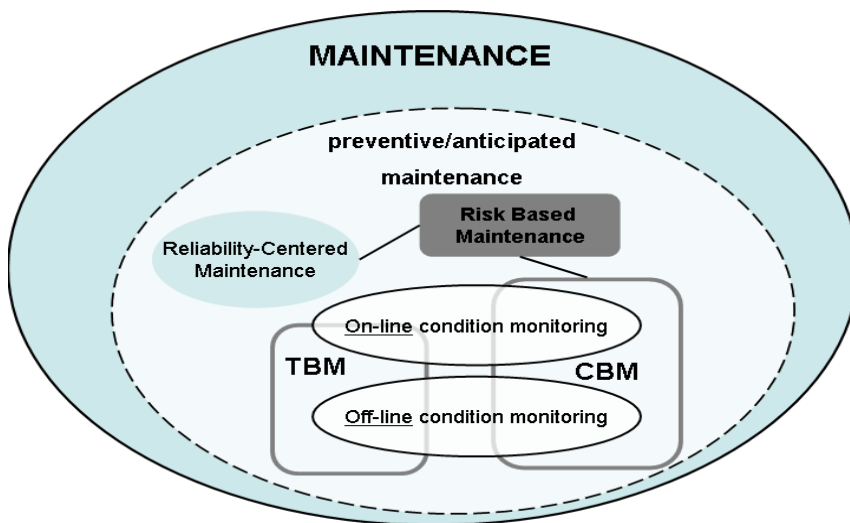 MAINTENANCE
preventive/anticipated
maintenance
Risk Based
Maintenance
Reliability-Centered
Maintenance
On-line condition monitoring
TBM
CBM
Off-line condition monitoring